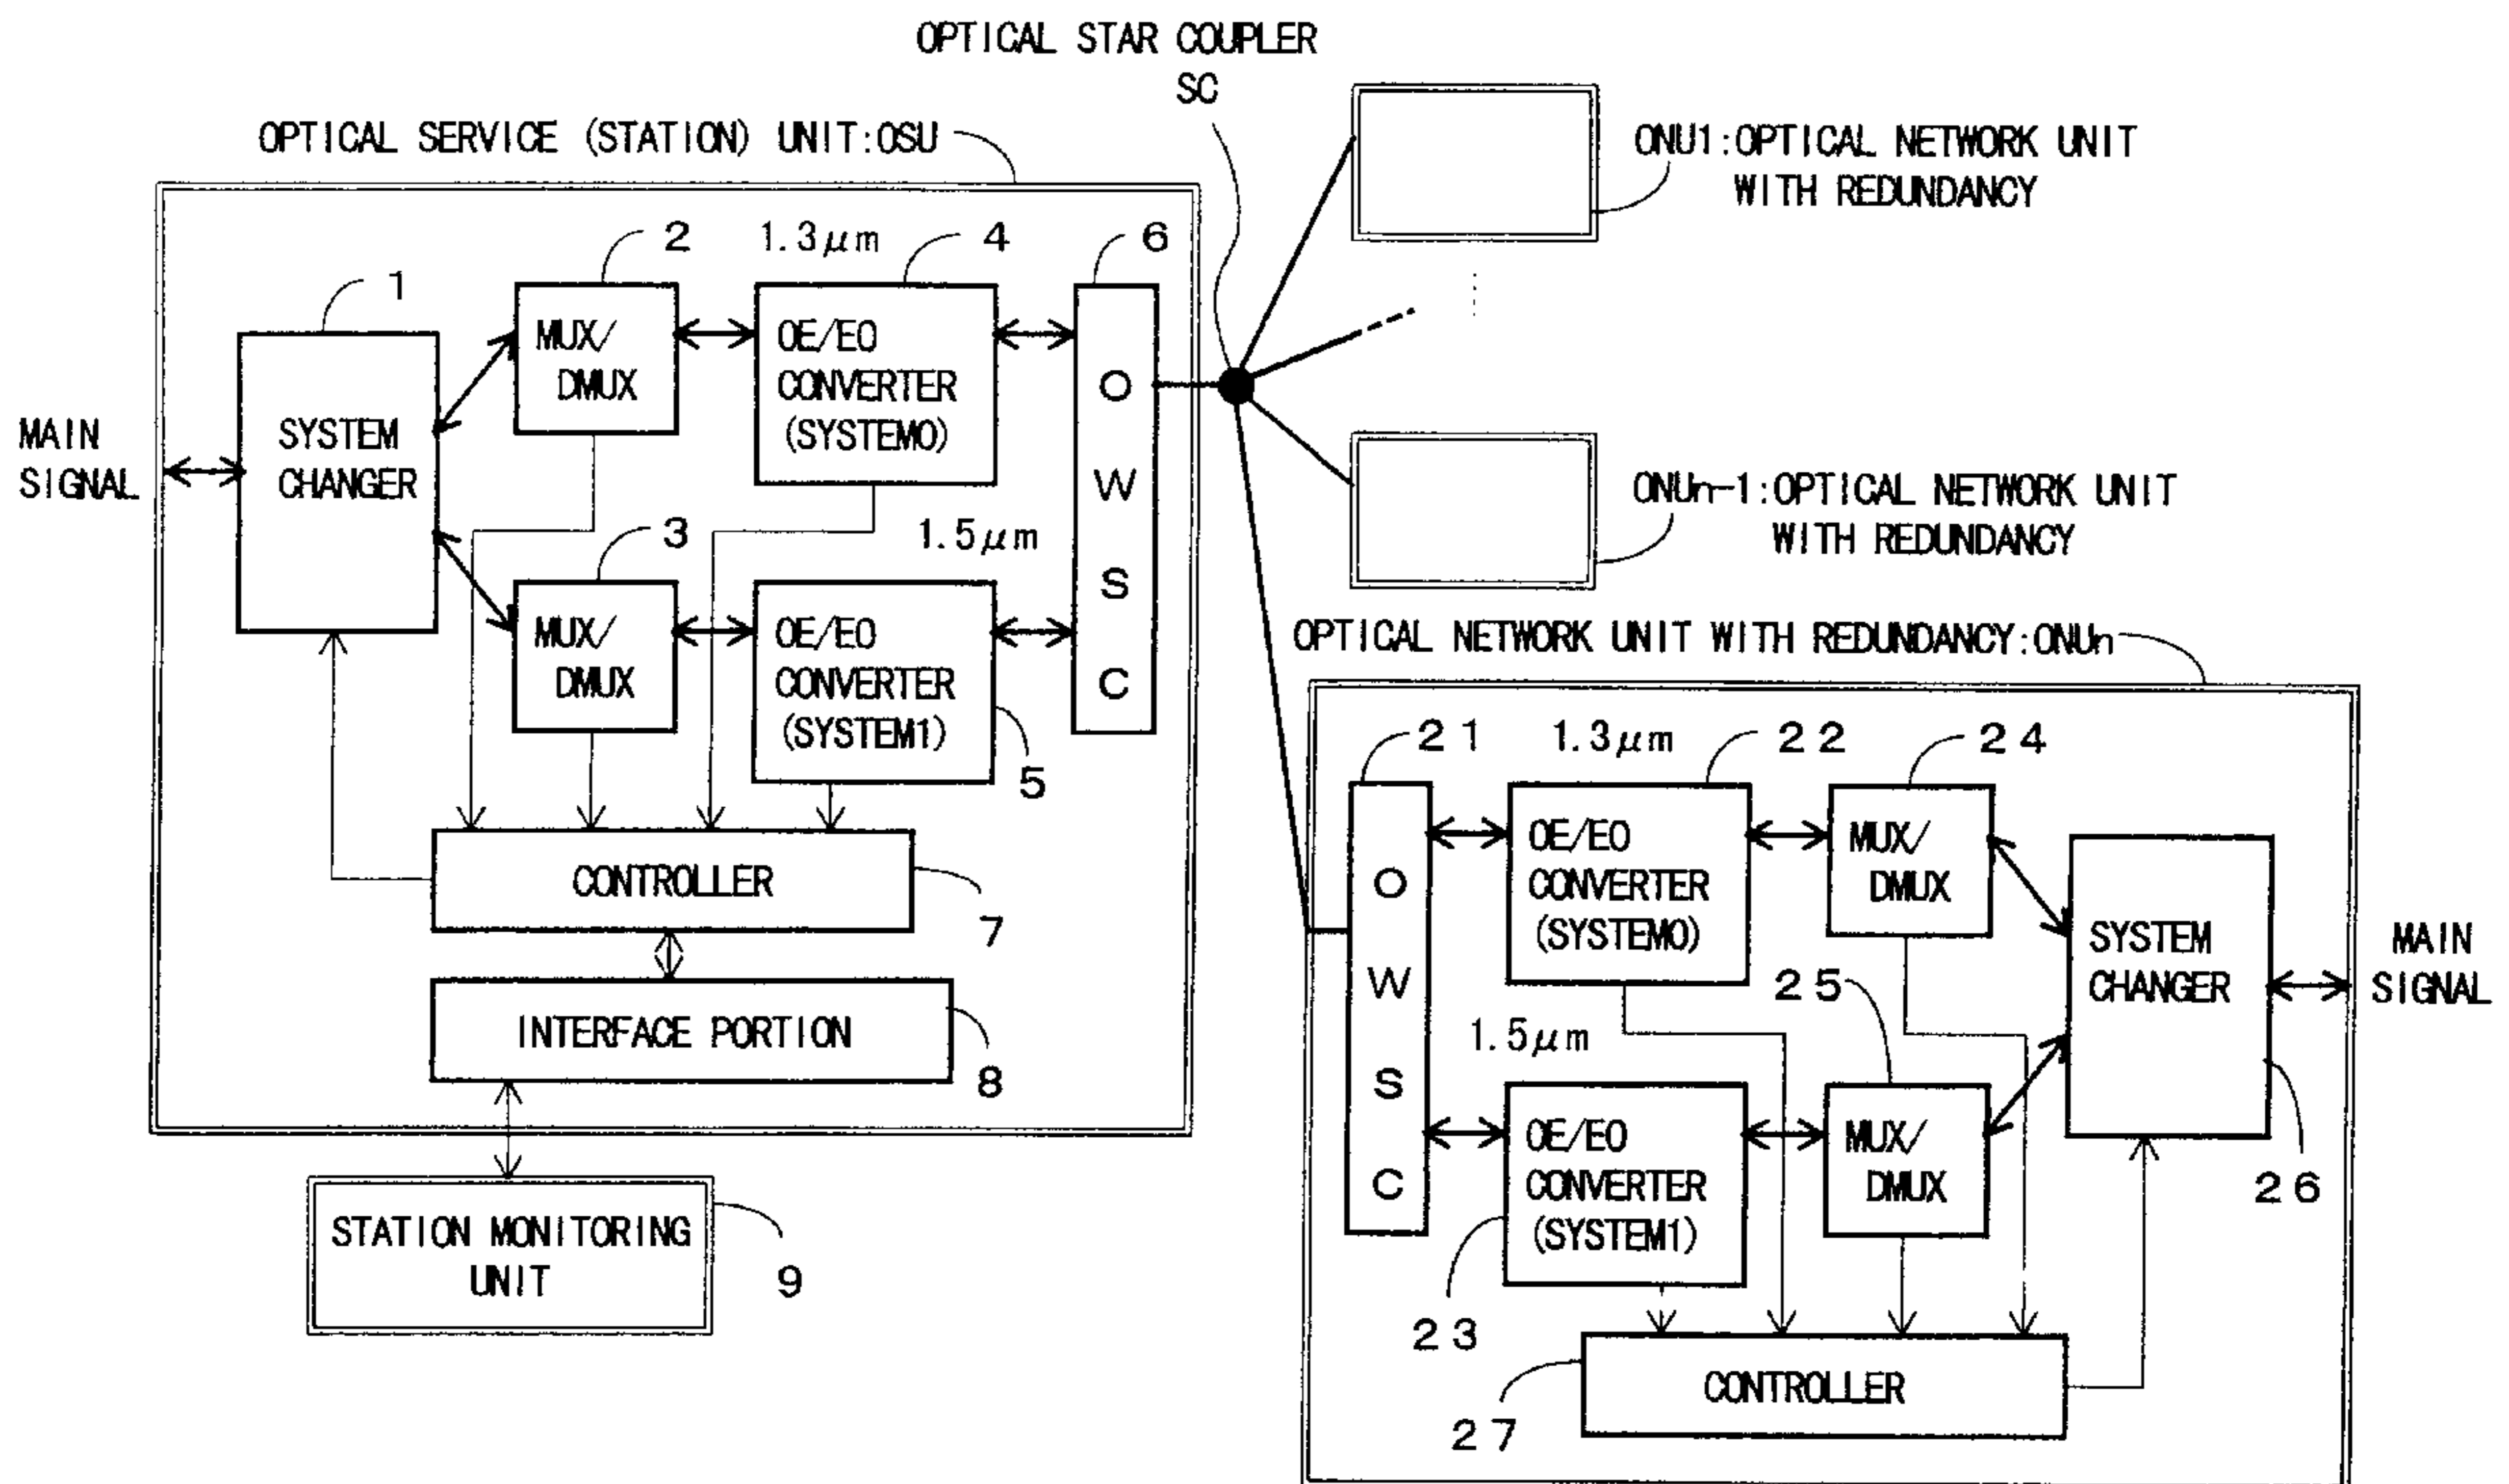 OPTICAL STAR COUPLER
SC
OPTICAL SERVICE (STATION) UNIT:OSU
ONU1:OPTICAL NETWORK UNIT
WITH REDUNDANCY
1
2
1.3μm
4
6
MAIN
SIGNAL
SYSTEM
CHANGER
MUX/
DMUX
OE/EO
CONVERTER
(SYSTEM0)
O
W
S
C
3
1.5μm
MUX/
DMUX
OE/EO
CONVERTER
(SYSTEM1)
5
CONTROLLER
7
INTERFACE PORTION
8
STATION MONITORING
UNIT
9
ONUn-1:OPTICAL NETWORK UNIT
WITH REDUNDANCY
OPTICAL NETWORK UNIT WITH REDUNDANCY:ONUn
21
1.3μm
22
24
O
W
S
C
OE/EO
CONVERTER
(SYSTEM0)
MUX/
DMUX
SYSTEM
CHANGER
MAIN
SIGNAL
25
1.5μm
OE/EO
CONVERTER
(SYSTEM1)
MUX/
DMUX
26
23
CONTROLLER
27